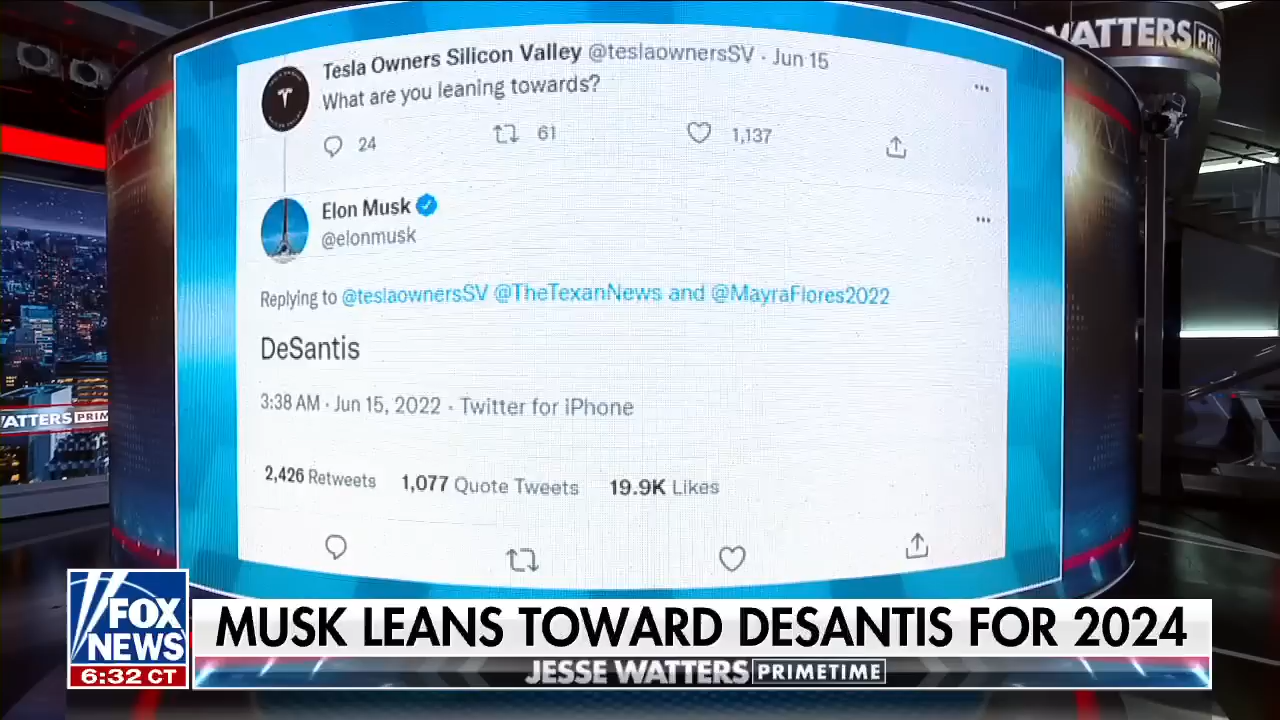 WATTERS PRI
Tesla Owners Silicon Valley @teslaownersSV · Jun 15
What are you leaning towards?
24 61 1,137
Elon Musk
@elonmusk
Replying to @teslaownersSV @TheTexanNews and @MayraFlores2022
DeSantis
3:38 AM · Jun 15, 2022 · Twitter for iPhone
2,426 Retweets 1,077 Quote Tweets 19.9K Likes
WATTERS PRIM
FOX
NEWS
6:32 CT
MUSK LEANS TOWARD DESANTIS FOR 2024
JESSE WATTERS PRIMETIME